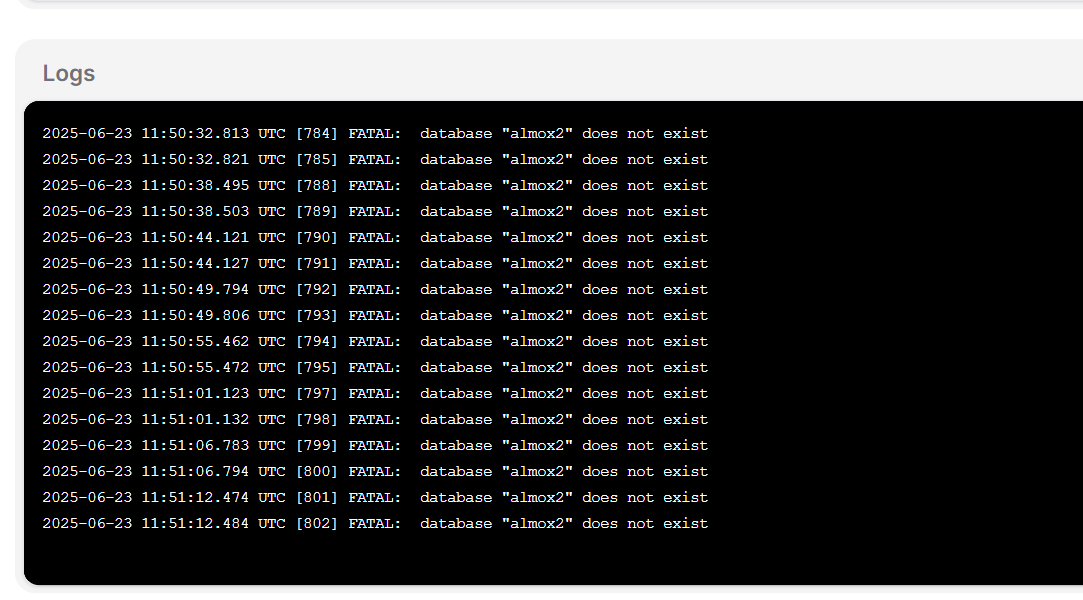 Logs
2025-06-23 11:50:32.813 UTC [784] FATAL:  database "almox2" does not exist
2025-06-23 11:50:32.821 UTC [785] FATAL:  database "almox2" does not exist
2025-06-23 11:50:38.495 UTC [788] FATAL:  database "almox2" does not exist
2025-06-23 11:50:38.503 UTC [789] FATAL:  database "almox2" does not exist
2025-06-23 11:50:44.121 UTC [790] FATAL:  database "almox2" does not exist
2025-06-23 11:50:44.127 UTC [791] FATAL:  database "almox2" does not exist
2025-06-23 11:50:49.794 UTC [792] FATAL:  database "almox2" does not exist
2025-06-23 11:50:49.806 UTC [793] FATAL:  database "almox2" does not exist
2025-06-23 11:50:55.462 UTC [794] FATAL:  database "almox2" does not exist
2025-06-23 11:50:55.472 UTC [795] FATAL:  database "almox2" does not exist
2025-06-23 11:51:01.123 UTC [797] FATAL:  database "almox2" does not exist
2025-06-23 11:51:01.132 UTC [798] FATAL:  database "almox2" does not exist
2025-06-23 11:51:06.783 UTC [799] FATAL:  database "almox2" does not exist
2025-06-23 11:51:06.794 UTC [800] FATAL:  database "almox2" does not exist
2025-06-23 11:51:12.474 UTC [801] FATAL:  database "almox2" does not exist
2025-06-23 11:51:12.484 UTC [802] FATAL:  database "almox2" does not exist